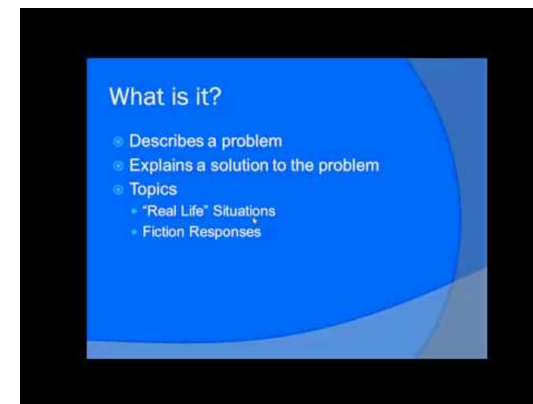 What is it?
Describes a problem
Explains a solution to the problem
Topics
"Real Life" Situations
Fiction Responses